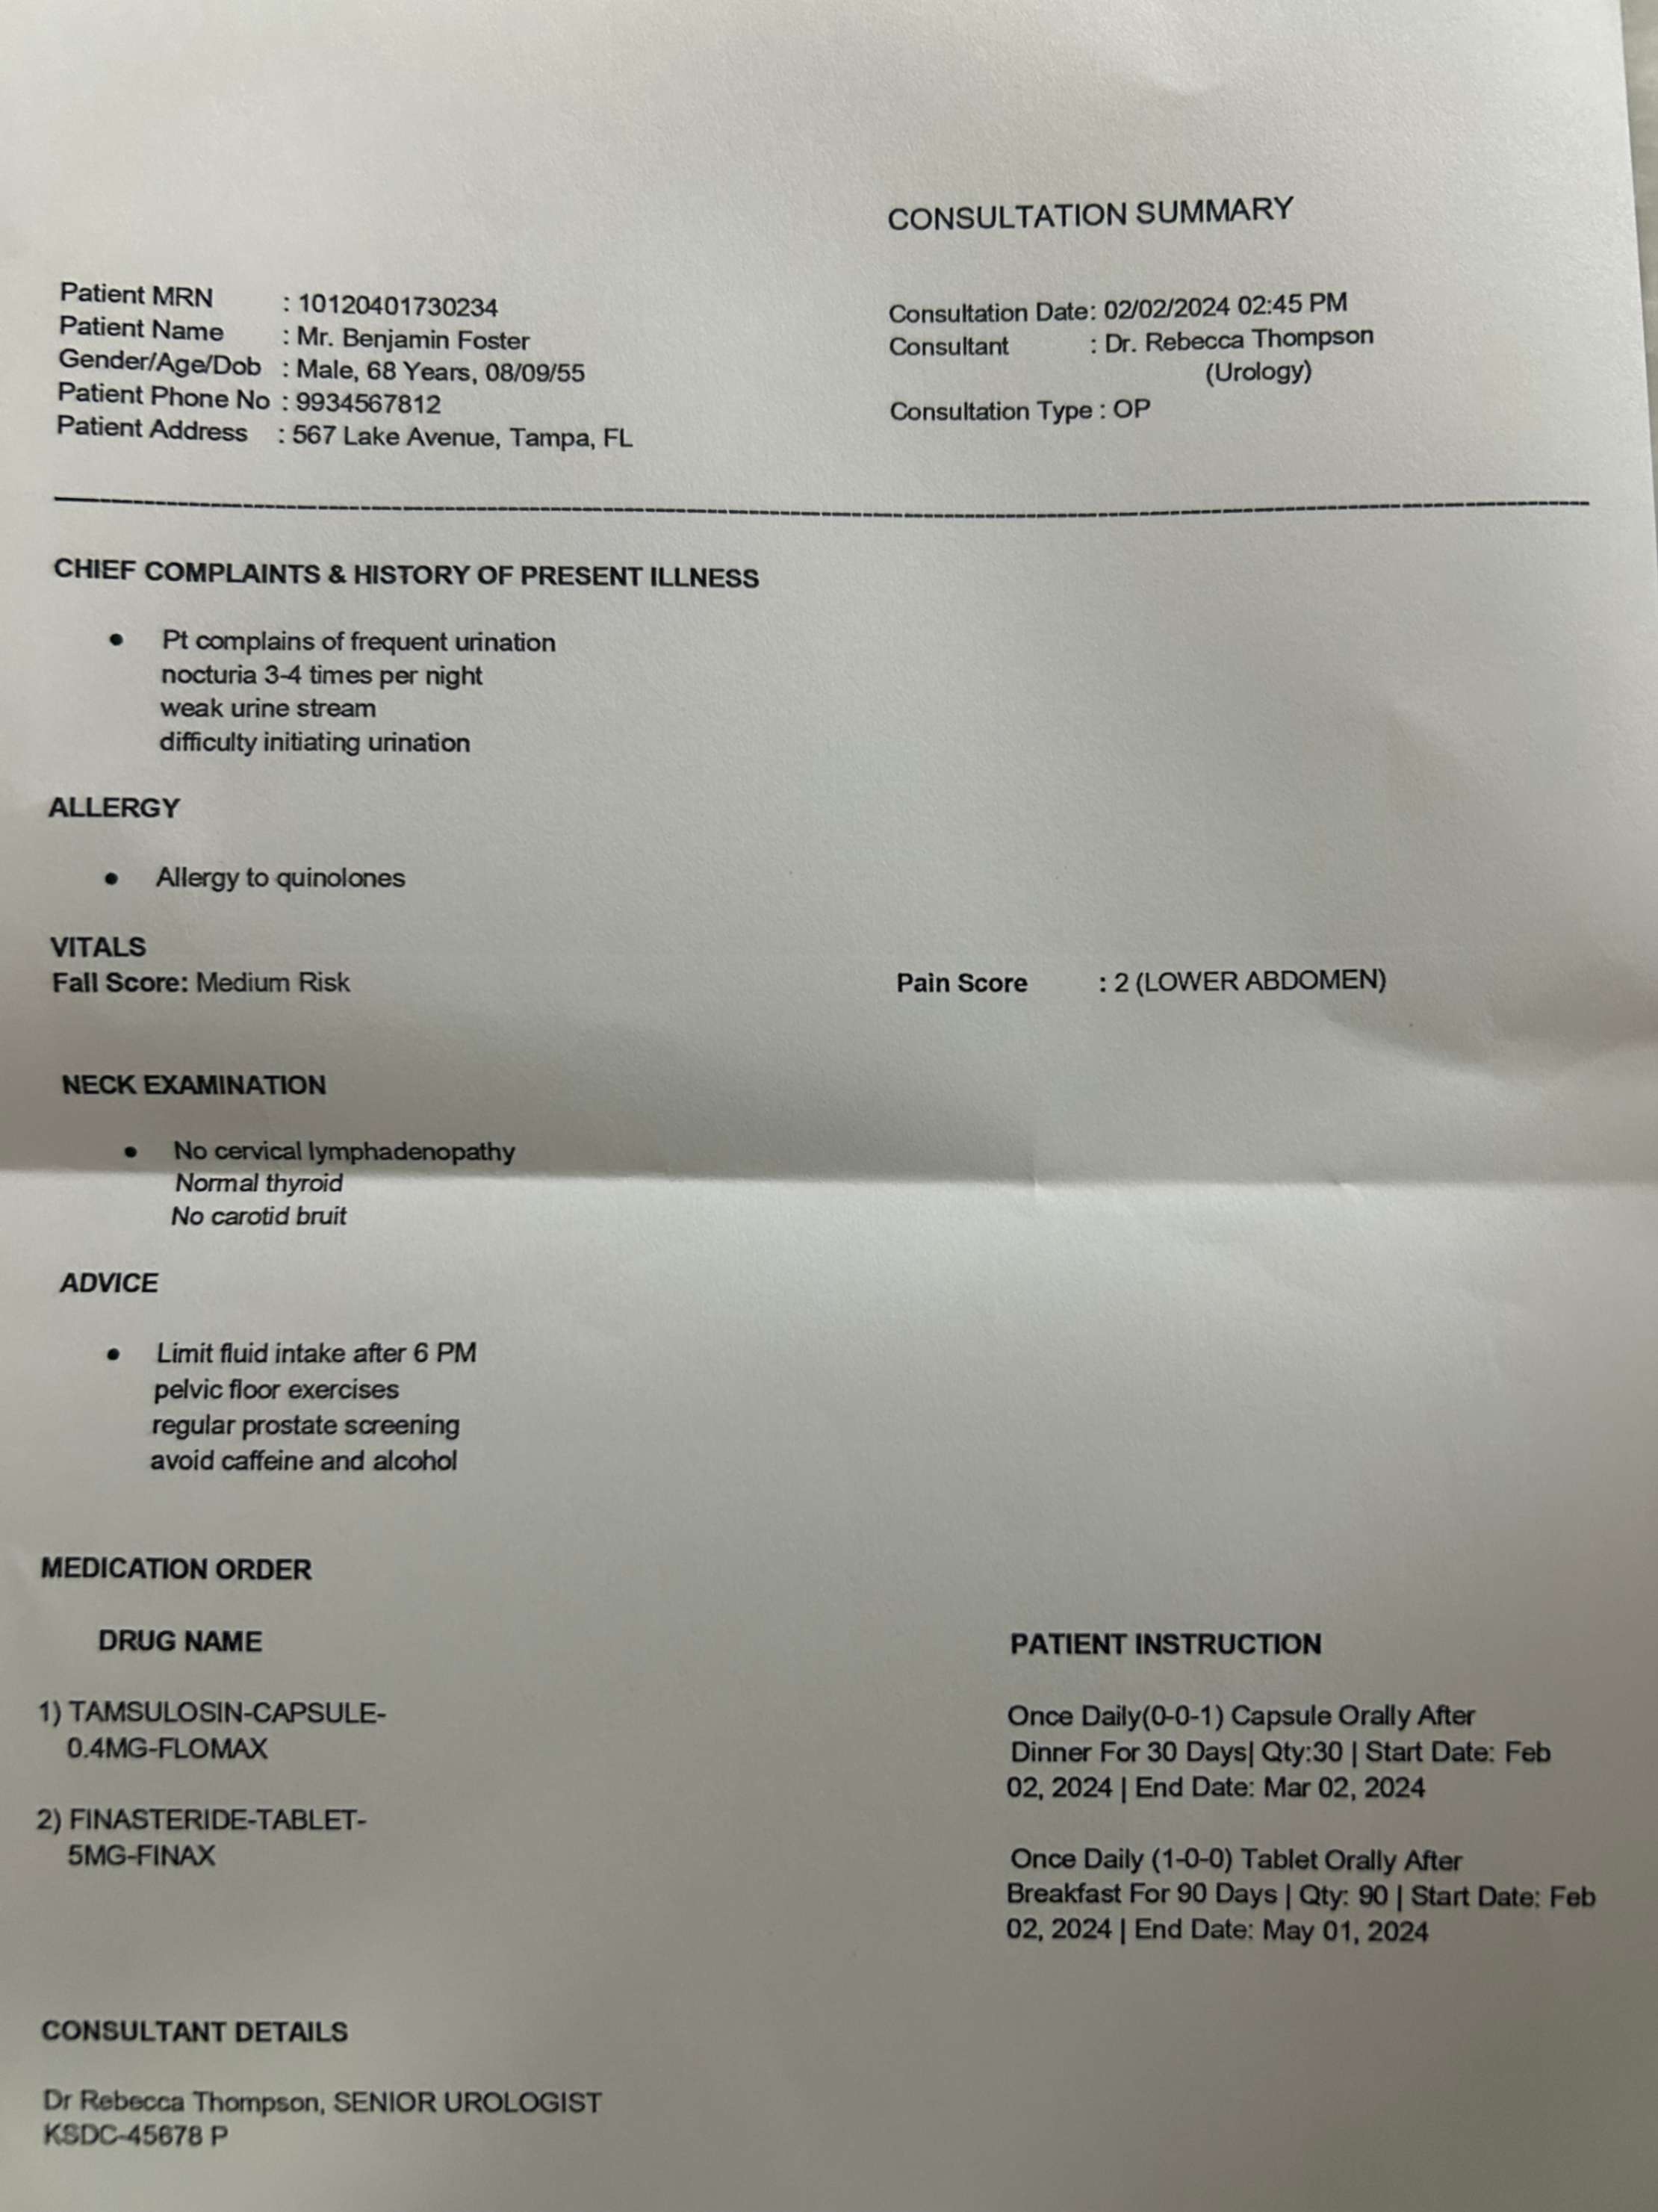 CONSULTATION SUMMARY
Patient MRN : 10120401730234
Patient Name : Mr. Benjamin Foster
Gender/Age/Dob : Male, 68 Years, 08/09/55
Patient Phone No : 9934567812
Patient Address : 567 Lake Avenue, Tampa, FL
Consultation Date: 02/02/2024 02:45 PM
Consultant : Dr. Rebecca Thompson
(Urology)
Consultation Type : OP
CHIEF COMPLAINTS & HISTORY OF PRESENT ILLNESS
• Pt complains of frequent urination
nocturia 3-4 times per night
weak urine stream
difficulty initiating urination
ALLERGY
• Allergy to quinolones
VITALS
Fall Score: Medium Risk Pain Score : 2 (LOWER ABDOMEN)
NECK EXAMINATION
• No cervical lymphadenopathy
Normal thyroid
No carotid bruit
ADVICE
• Limit fluid intake after 6 PM
pelvic floor exercises
regular prostate screening
avoid caffeine and alcohol
MEDICATION ORDER
DRUG NAME
PATIENT INSTRUCTION
1) TAMSULOSIN-CAPSULE-
0.4MG-FLOMAX
Once Daily(0-0-1) Capsule Orally After
Dinner For 30 Days| Qty:30 | Start Date: Feb
02, 2024 | End Date: Mar 02, 2024
2) FINASTERIDE-TABLET-
5MG-FINAX
Once Daily (1-0-0) Tablet Orally After
Breakfast For 90 Days | Qty: 90 | Start Date: Feb
02, 2024 | End Date: May 01, 2024
CONSULTANT DETAILS
Dr Rebecca Thompson, SENIOR UROLOGIST
KSDC-45678 P